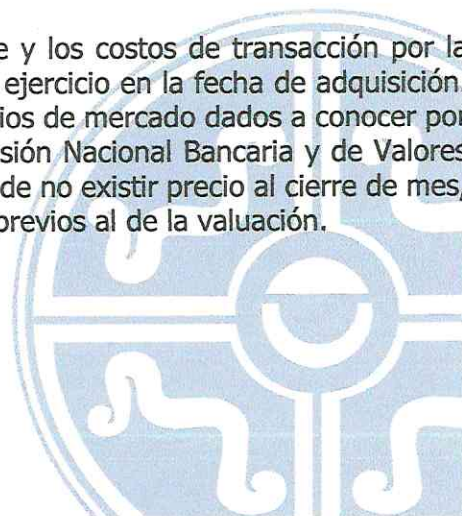 e y los costos de transacción por la
ejercicio en la fecha de adquisición.
ios de mercado dados a conocer por
isión Nacional Bancaria y de Valores
de no existir precio al cierre de mes,
previos al de la valuación.